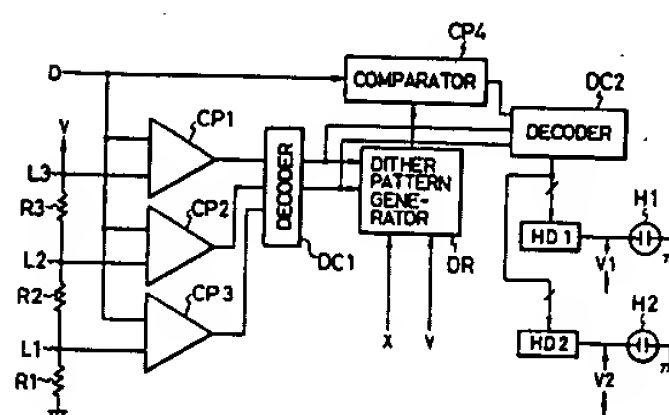 CP4
D
COMPARATOR
DC2
V
CP1
DECODER
L3
DECODER
DITHER
PATTERN
GENE-
RATOR
R3
CP2
H1
HD1
L2
DC1
DR
V1
R2
CP3
H2
L1
X
V
HD2
R1
V2